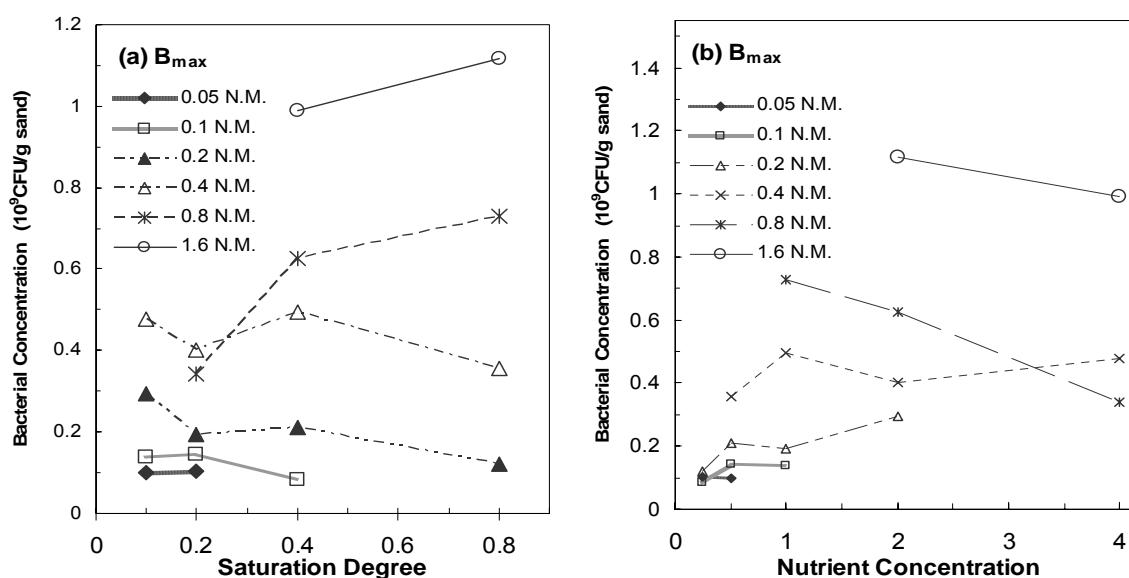 (a) Bmax
0.05 N.M.
0.1 N.M.
0.2 N.M.
0.4 N.M.
0.8 N.M.
1.6 N.M.
1.2
1
0.8
0.6
0.4
0.2
0
0
0.2
0.4
0.6
0.8
Bacterial Concentration (10⁹CFU/g sand)
Saturation Degree
(b) Bmax
0.05 N.M.
0.1 N.M.
0.2 N.M.
0.4 N.M.
0.8 N.M.
1.6 N.M.
1.4
1.2
1
0.8
0.6
0.4
0.2
0
0
1
2
3
4
Bacterial Concentration (10⁹CFU/g sand)
Nutrient Concentration